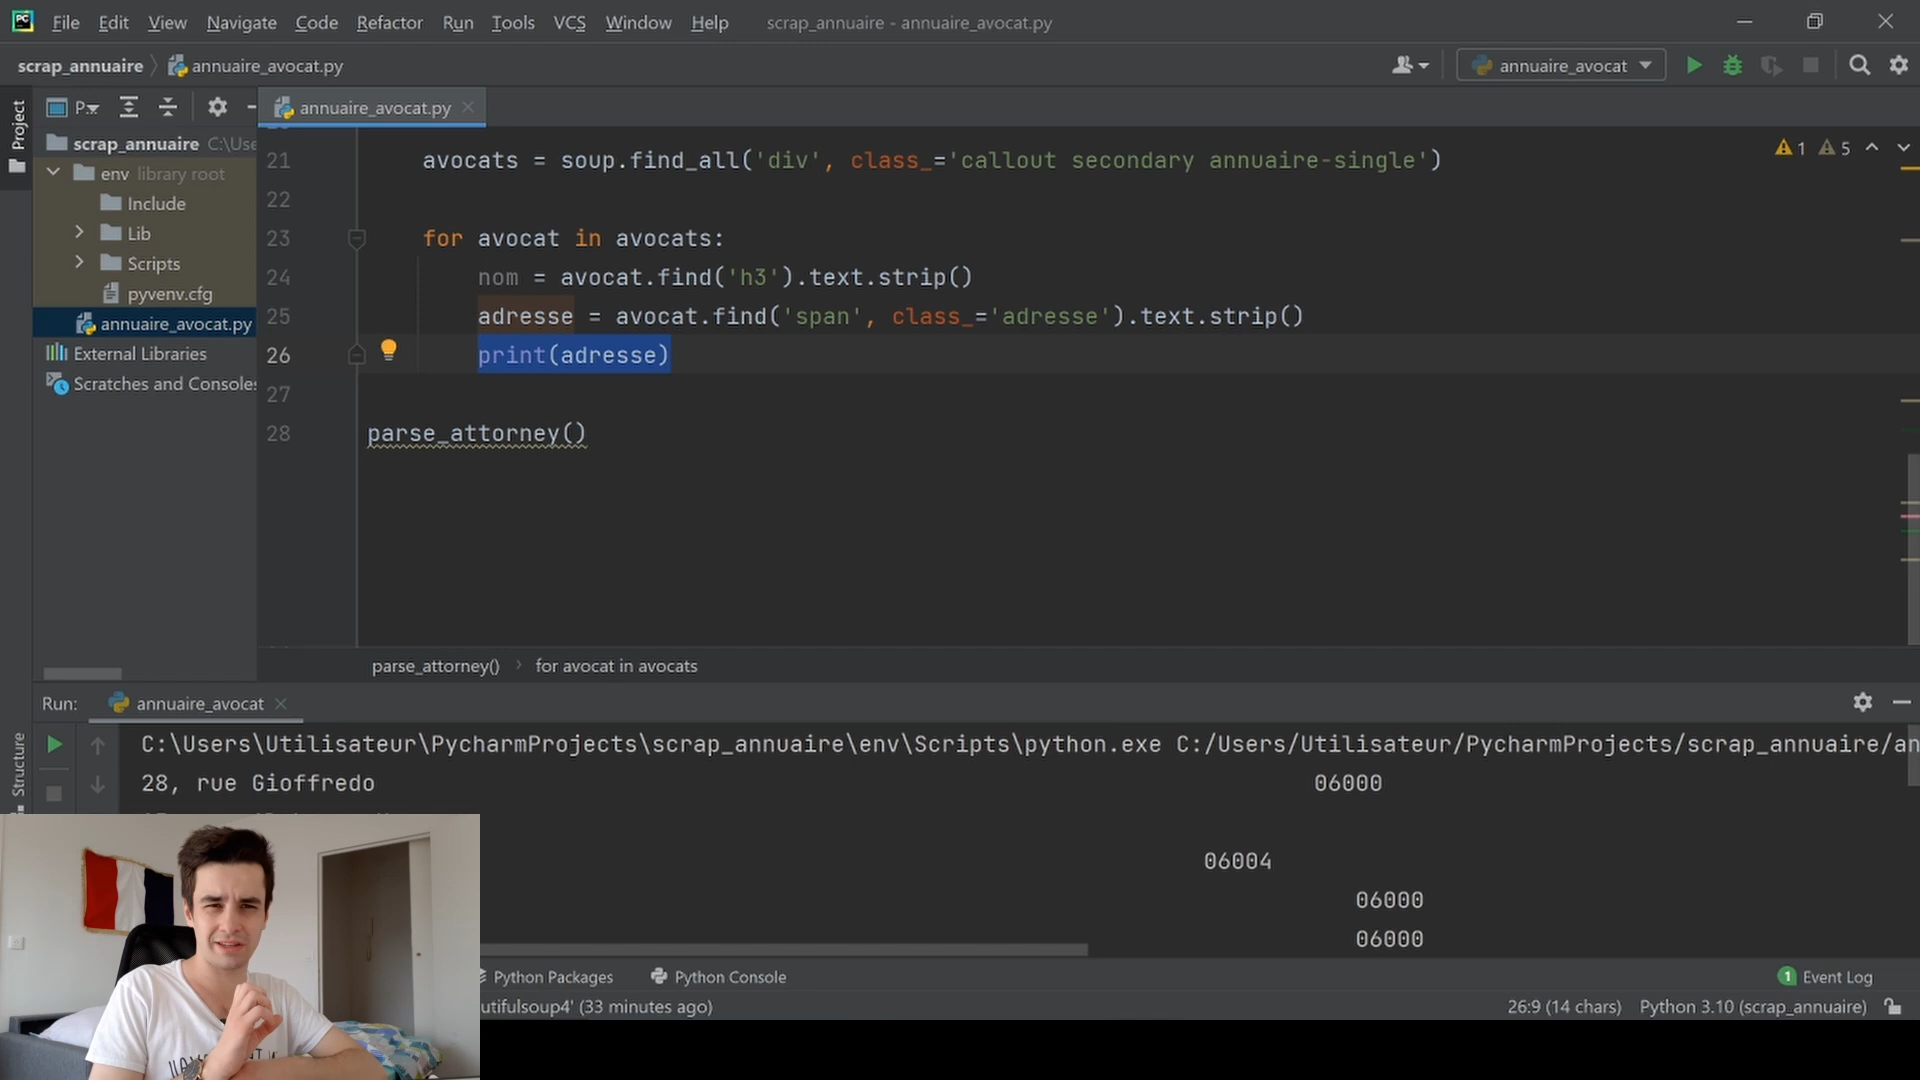 PC File Edit View Navigate Code Refactor Run Tools VCS Window Help scrap_annuaire - annuaire_avocat.py
scrap_annuaire annuaire_avocat.py annuaire_avocat
Project
P...
annuaire_avocat.py
scrap_annuaire C:\Use
env library root
Include
Lib
Scripts
pyvenv.cfg
annuaire_avocat.py
External Libraries
Scratches and Consoles
1 5
21 avocats = soup.find_all('div', class_='callout secondary annuaire-single')
22
23 for avocat in avocats:
24 nom = avocat.find('h3').text.strip()
25 adresse = avocat.find('span', class_='adresse').text.strip()
26 print(adresse)
27
28 parse_attorney()
parse_attorney() › for avocat in avocats
Run: annuaire_avocat
Structure
C:\Users\Utilisateur\PycharmProjects\scrap_annuaire\env\Scripts\python.exe C:/Users/Utilisateur/PycharmProjects/scrap_annuaire/an
28, rue Gioffredo 06000
06004
06000
06000
Python Packages Python Console 1 Event Log
utifulsoup4' (33 minutes ago) 26:9 (14 chars) Python 3.10 (scrap_annuaire)